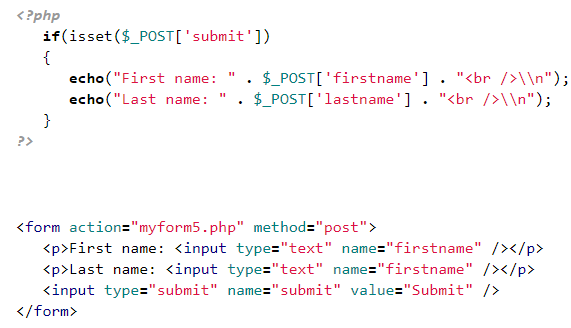 <?php
if(isset($_POST['submit'])
{
echo("First name: " . $_POST['firstname'] . "<br />\\n");
echo("Last name: " . $_POST['lastname'] . "<br />\\n");
}
?>
<form action="myform5.php" method="post">
<p>First name: <input type="text" name="firstname" /></p>
<p>Last name: <input type="text" name="firstname" /></p>
<input type="submit" name="submit" value="Submit" />
</form>